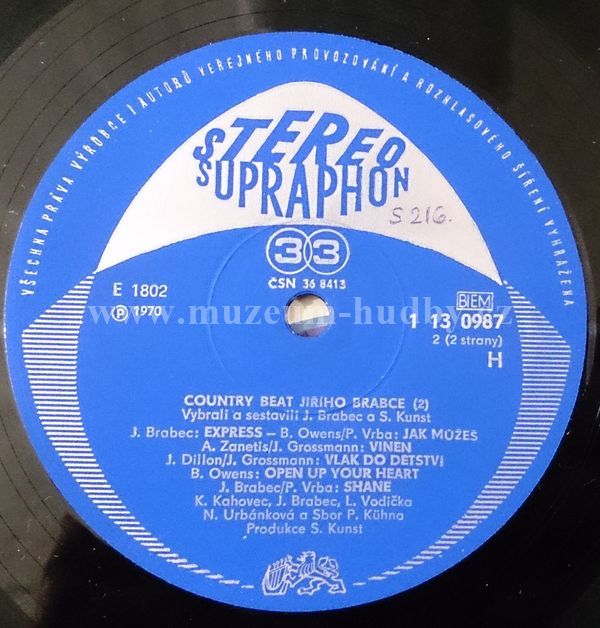 VŠECHNA PRÁVA VÝROBCE I AUTORŮ VEŘEJNÉHO PROVOZOVÁNÍ A ROZHLASOVÉHO ŠÍŘENÍ VYHRAŽENA
STEREO
SUPRAPHON
S 216.
33
ČSN 36 8413
E 1802
BIEM
℗ 1970
1 13 0987
www.muzeum-hudby.cz
2 (2 strany)
H
COUNTRY BEAT JIŘÍHO BRABCE (2)
Vybrali a sestavili J. Brabec a S. Kunst
J. Brabec: EXPRESS – B. Owens/P. Vrba: JAK MŮŽEŠ
A. Zanetis/J. Grossmann: VINEN
J. Dillon/J. Grossmann: VLAK DO DĚTSTVÍ
B. Owens: OPEN UP YOUR HEART
J. Brabec/P. Vrba: SHANE
K. Kahovec, J. Brabec, L. Vodička
N. Urbánková a Sbor P. Kühna
Produkce S. Kunst